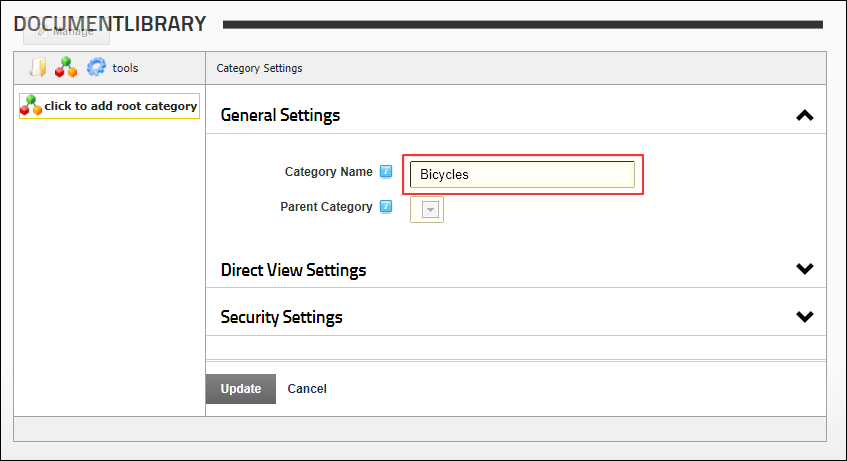 DOCUMENTLIBRARY
Manage
tools
Category Settings
click to add root category
General Settings
Category Name ?
Bicycles
Parent Category ?
Direct View Settings
Security Settings
Update Cancel